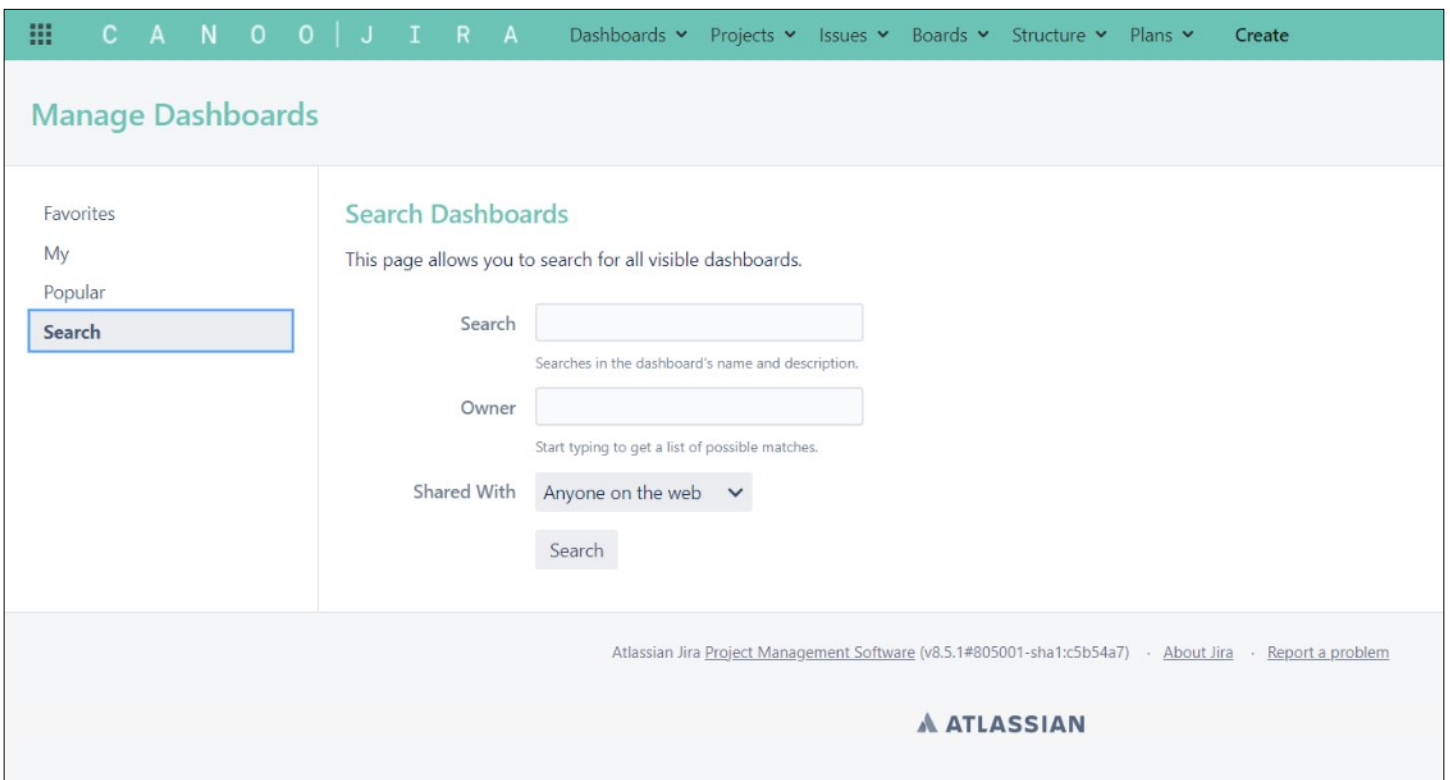 CANOO|JIRA Dashboards Projects Issues Boards Structure Plans Create
Manage Dashboards
Favorites
My
Popular
Search
Search Dashboards
This page allows you to search for all visible dashboards.
Search
Searches in the dashboard's name and description.
Owner
Start typing to get a list of possible matches.
Shared With Anyone on the web
Search
Atlassian Jira Project Management Software (v8.5.1#805001-sha1:c5b54a7) · About Jira · Report a problem
ATLASSIAN